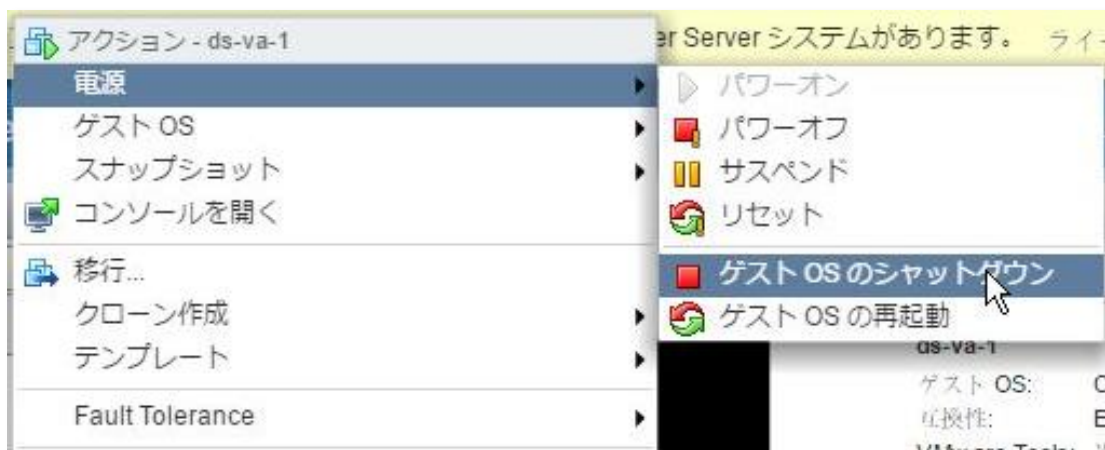 アクション - ds-va-1
電源
ゲスト OS
スナップショット
コンソールを開く
移行...
クローン作成
テンプレート
Fault Tolerance
er Server システムがあります。 ライ
パワーオン
パワーオフ
サスペンド
リセット
ゲスト OS のシャットダウン
ゲスト OS の再起動
ds-va-1
ゲスト OS:
互換性:
VMware Tools: